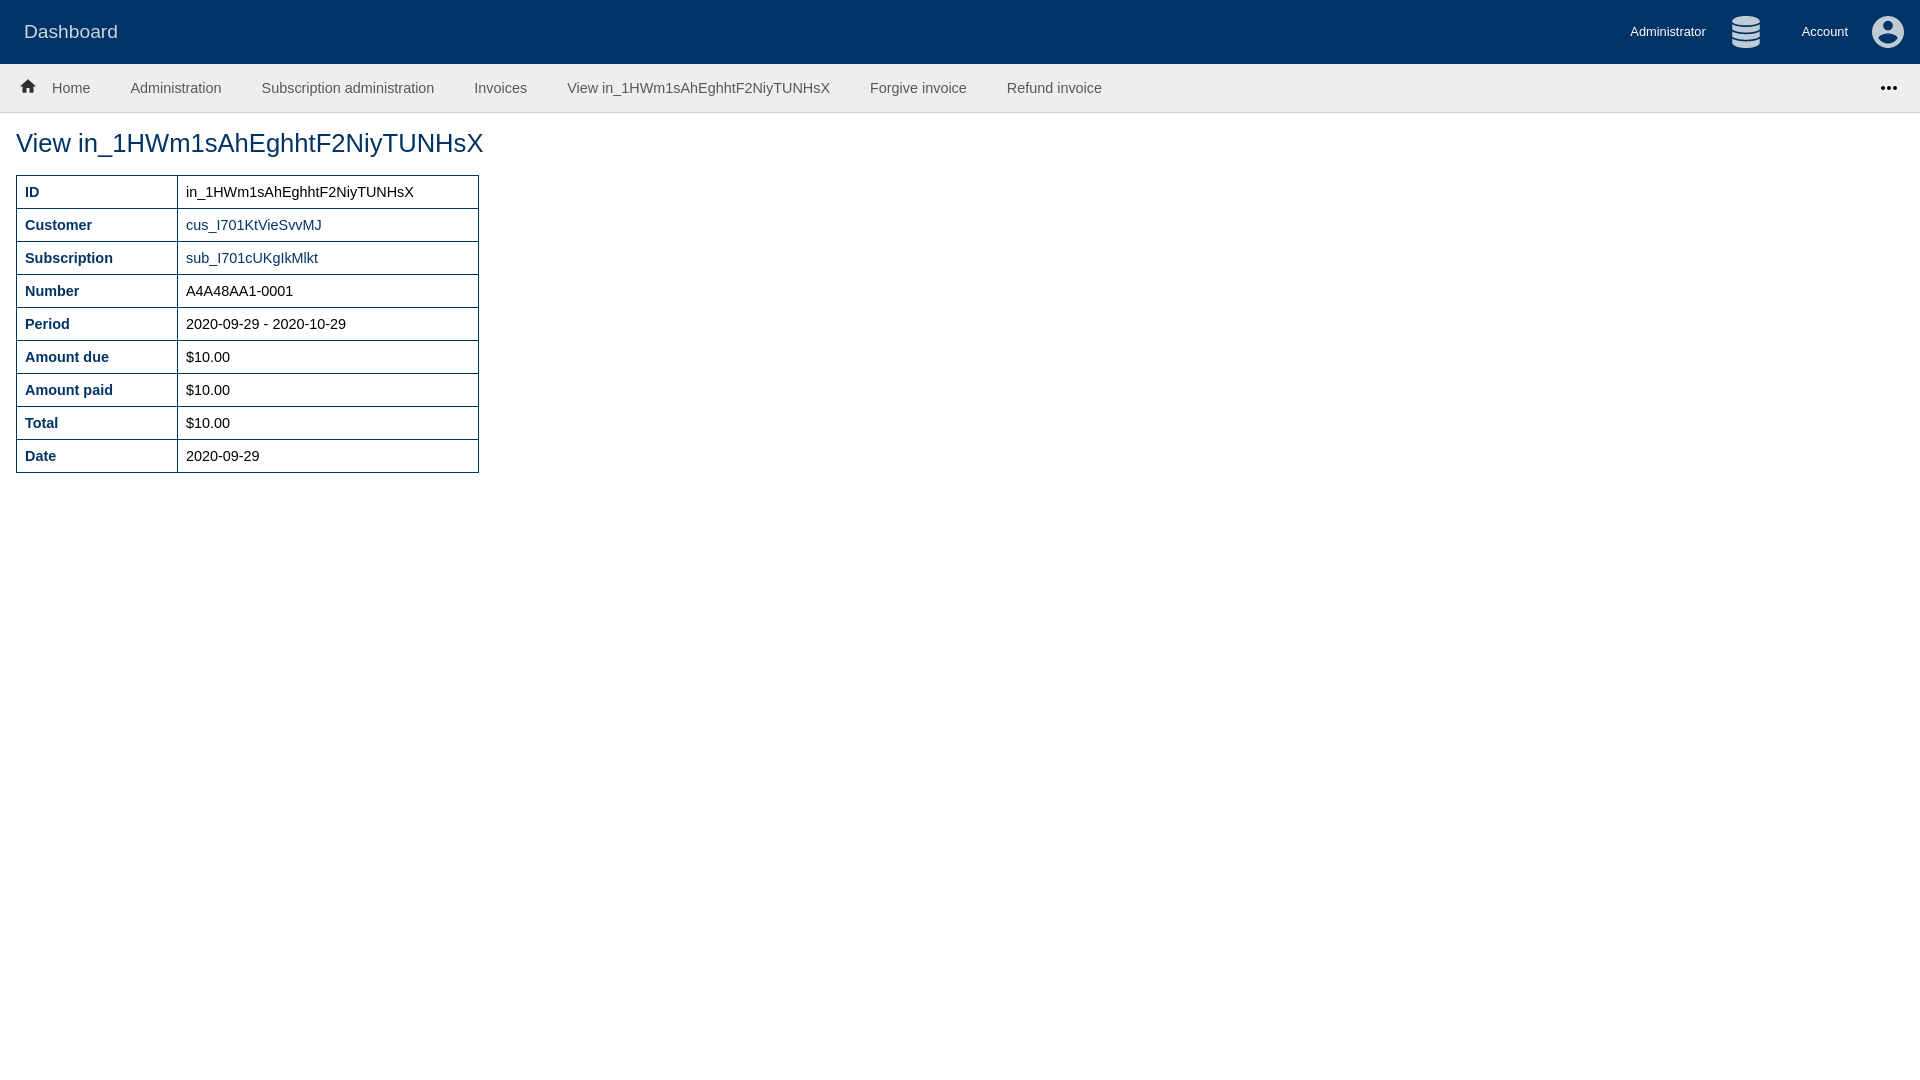 Dashboard
Administrator
Account
Home
Administration
Subscription administration
Invoices
View in_1HWm1sAhEghhtF2NiyTUNHsX
Forgive invoice
Refund invoice
View in_1HWm1sAhEghhtF2NiyTUNHsX
ID in_1HWm1sAhEghhtF2NiyTUNHsX
Customer cus_I701KtVieSvvMJ
Subscription sub_I701cUKgIkMlkt
Number A4A48AA1-0001
Period 2020-09-29 - 2020-10-29
Amount due $10.00
Amount paid $10.00
Total $10.00
Date 2020-09-29